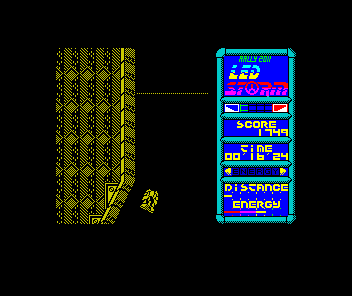 RALLY 2011
LED
STORM
SCORE
1749
TIME
00'16'24
DISTANCE
ENERGY